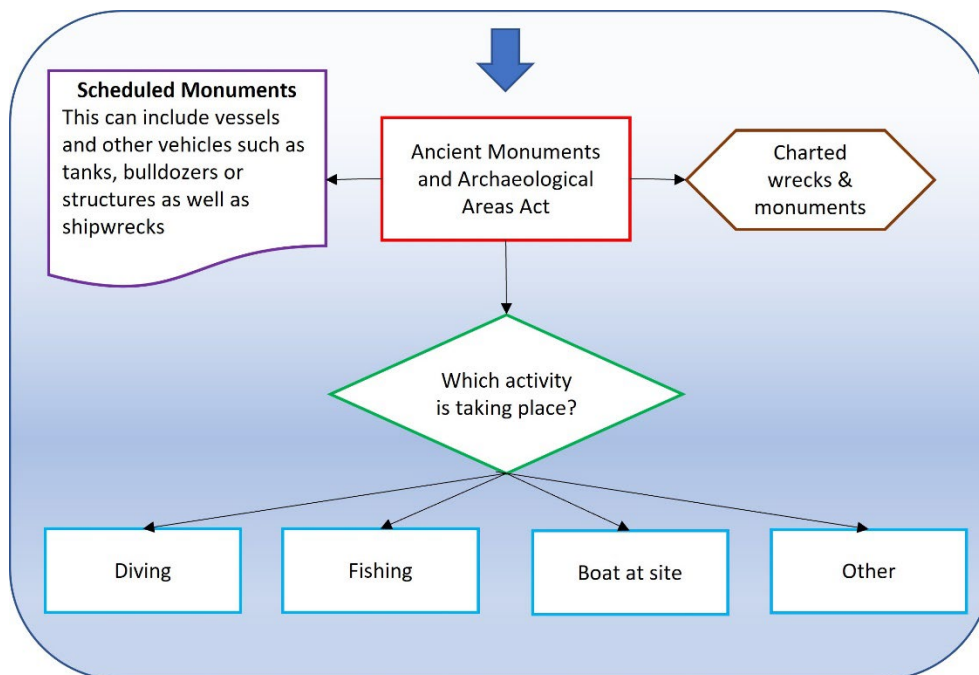 Scheduled Monuments
This can include vessels
and other vehicles such as
tanks, bulldozers or
structures as well as
shipwrecks
Ancient Monuments
and Archaeological
Areas Act
Charted
wrecks &
monuments
Which activity
is taking place?
Diving
Fishing
Boat at site
Other